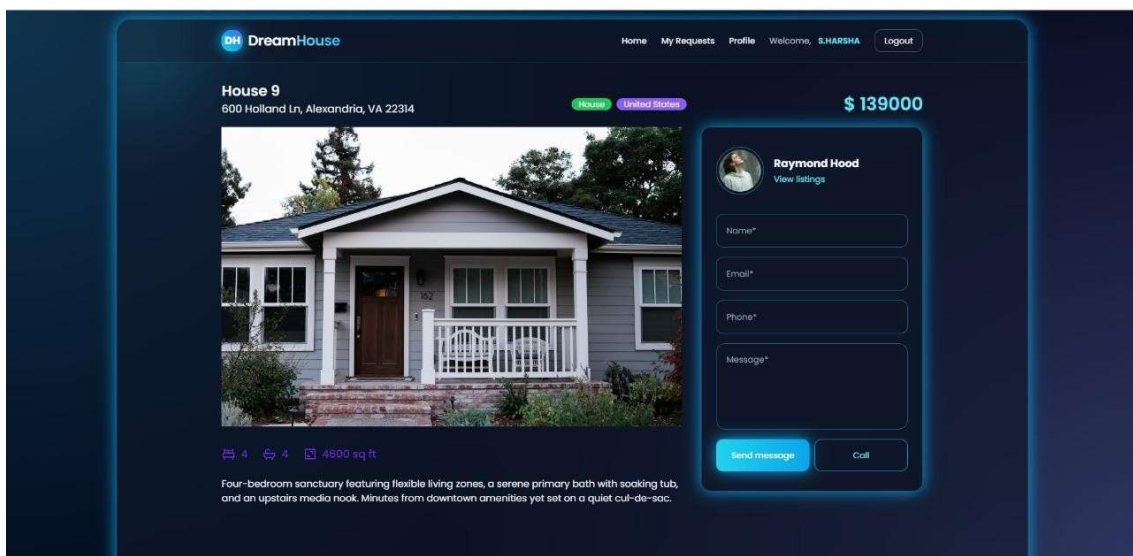 DH DreamHouse
Home My Requests Profile Welcome, S.HARSHA Logout
House 9
600 Holland Ln, Alexandria, VA 22314
House United States
$ 139000
162
Raymond Hood
View listings
Name*
Email*
Phone*
Message*
Send message Call
4 4 4600 sq ft
Four-bedroom sanctuary featuring flexible living zones, a serene primary bath with soaking tub,
and an upstairs media nook. Minutes from downtown amenities yet set on a quiet cul-de-sac.